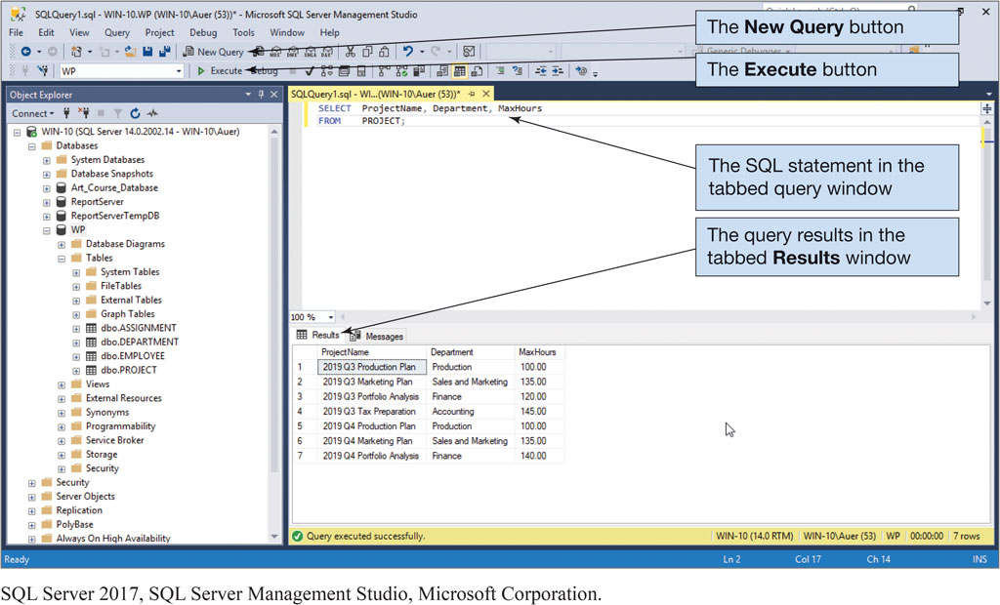 SQLQuery1.sql - WIN-10.WP (WIN-10\Auer (53))* - Microsoft SQL Server Management Studio
File Edit View Query Project Debug Tools Window Help
New Query
The New Query button
WP
Execute
The Execute button
Object Explorer
SQLQuery1.sql - WI...(WIN-10\Auer (53))*
Connect
SELECT ProjectName, Department, MaxHours
FROM PROJECT;
WIN-10 (SQL Server 14.0.2002.14 - WIN-10\Auer)
Databases
System Databases
Database Snapshots
Art_Course_Database
ReportServer
ReportServerTempDB
WP
Database Diagrams
Tables
System Tables
FileTables
External Tables
Graph Tables
dbo.ASSIGNMENT
dbo.DEPARTMENT
dbo.EMPLOYEE
dbo.PROJECT
Views
External Resources
Synonyms
Programmability
Service Broker
Storage
Security
Security
Server Objects
Replication
PolyBase
Always On High Availability
The SQL statement in the
tabbed query window
The query results in the
tabbed Results window
100 %
Results Messages
ProjectName Department MaxHours
1 2019 Q3 Production Plan Production 100.00
2 2019 Q3 Marketing Plan Sales and Marketing 135.00
3 2019 Q3 Portfolio Analysis Finance 120.00
4 2019 Q3 Tax Preparation Accounting 145.00
5 2019 Q4 Production Plan Production 100.00
6 2019 Q4 Marketing Plan Sales and Marketing 135.00
7 2019 Q4 Portfolio Analysis Finance 140.00
Query executed successfully.
WIN-10 (14.0 RTM) WIN-10\Auer (53) WP 00:00:00 7 rows
Ready Ln 2 Col 17 Ch 14 INS
SQL Server 2017, SQL Server Management Studio, Microsoft Corporation.